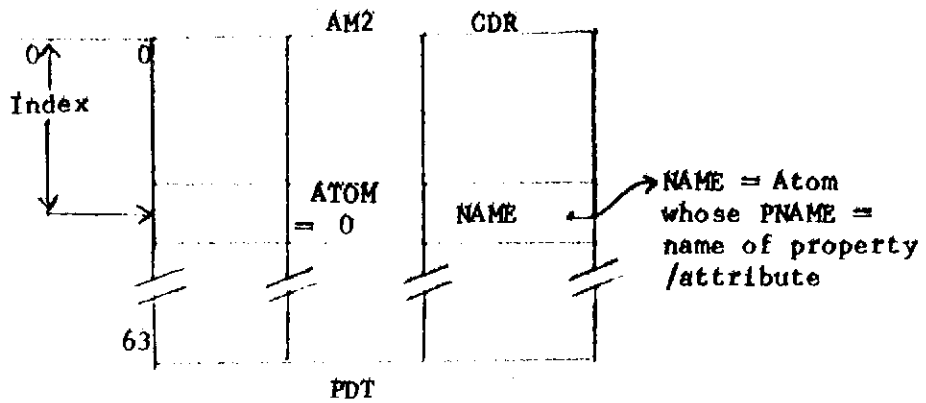 AM2 CDR
0 0
Index
ATOM
= 0
NAME
NAME = Atom
whose PNAME =
name of property
/attribute
63
PDT